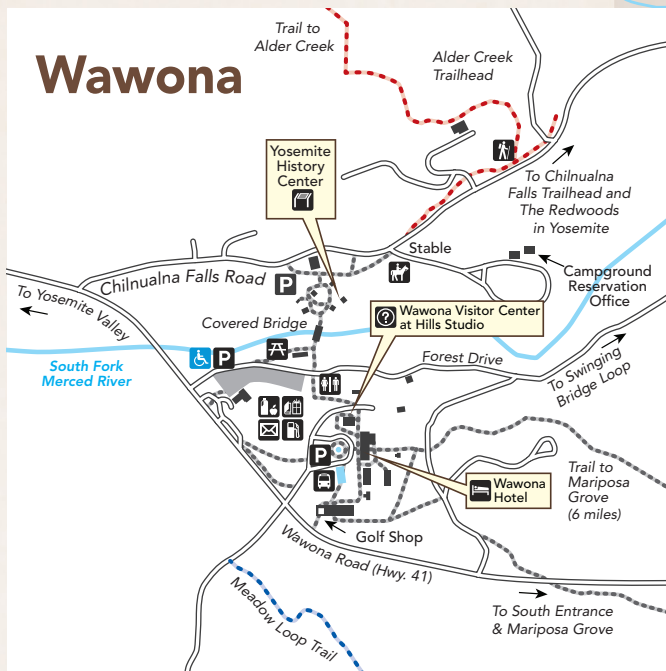 Trail to
Alder Creek
Alder Creek
Trailhead
Wawona
Yosemite
History
Center
To Chilnualna
Falls Trailhead and
The Redwoods
in Yosemite
Stable
Chilnualna Falls Road
P
Campground
Reservation
Office
To Yosemite Valley
Covered Bridge
? Wawona Visitor Center
at Hills Studio
South Fork
Merced River
P
Forest Drive
To Swinging
Bridge Loop
P
Wawona
Hotel
Trail to
Mariposa
Grove
(6 miles)
Golf Shop
Wawona Road (Hwy. 41)
Meadow Loop Trail
To South Entrance
& Mariposa Grove